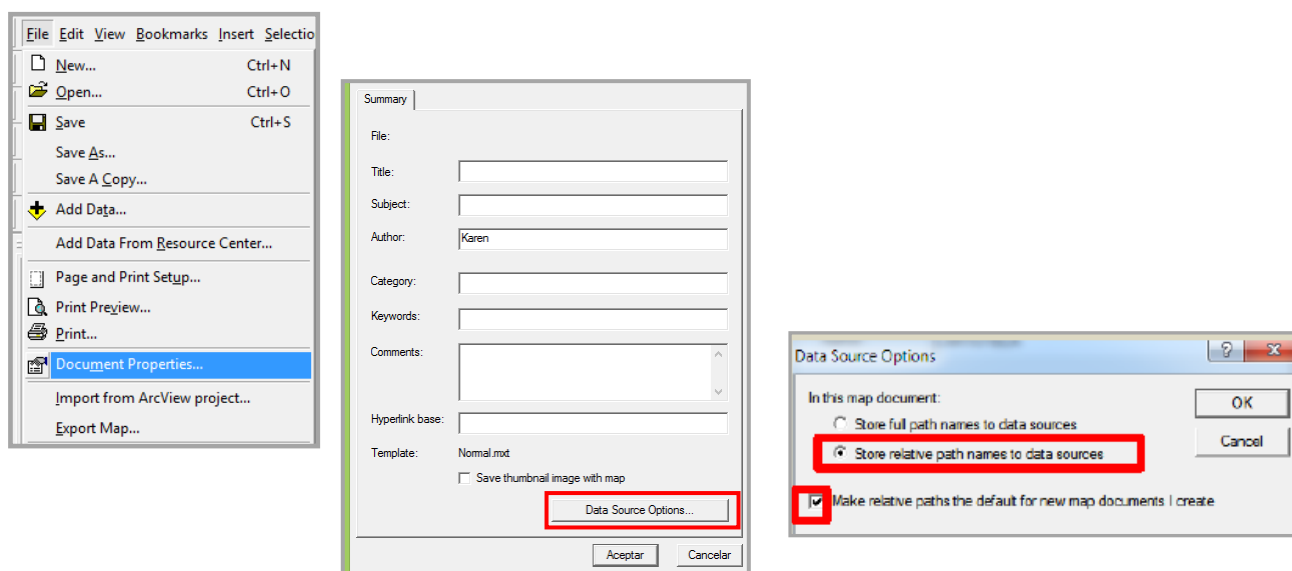 File Edit View Bookmarks Insert Selectio
New... Ctrl+N
Open... Ctrl+O
Save Ctrl+S
Save As...
Save A Copy...
Add Data...
Add Data From Resource Center...
Page and Print Setup...
Print Preview...
Print...
Document Properties...
Import from ArcView project...
Export Map...
Summary
File:
Title:
Subject:
Author: Karen
Category:
Keywords:
Comments:
Hyperlink base:
Template: Normal.mxt
Save thumbnail image with map
Data Source Options...
Aceptar Cancelar
Data Source Options
In this map document:
Store full path names to data sources
Store relative path names to data sources
Make relative paths the default for new map documents I create
OK
Cancel